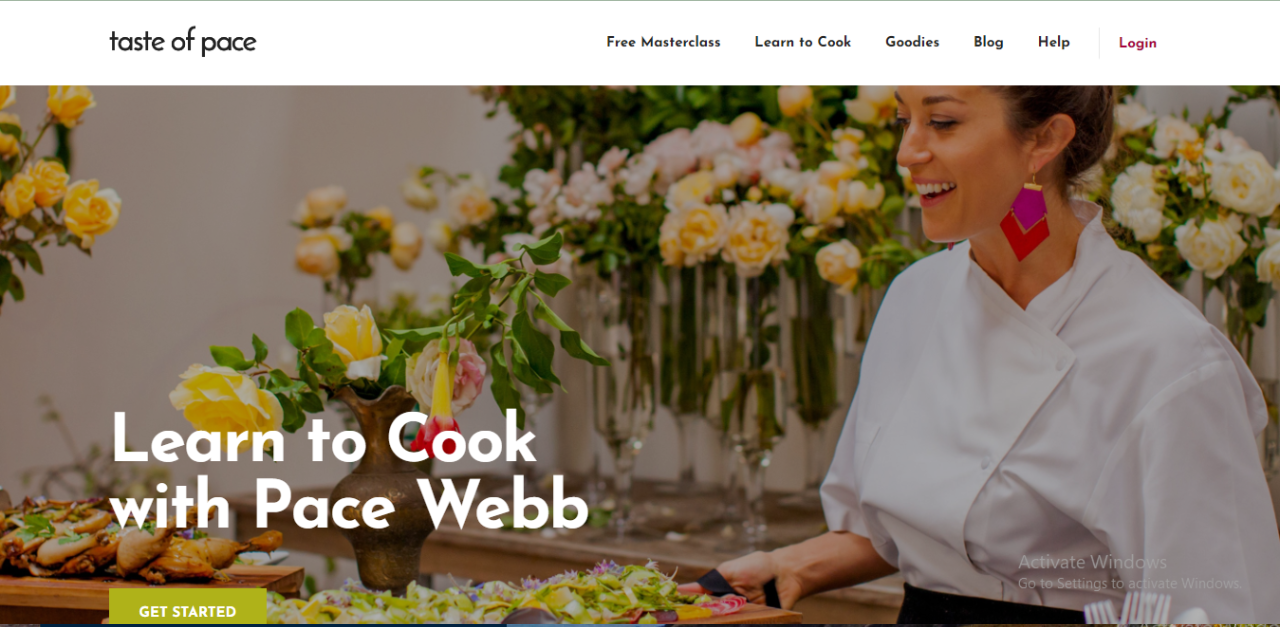 taste of pace
Free Masterclass
Learn to Cook
Goodies
Blog
Help
Login
Learn to Cook
with Pace Webb
GET STARTED
Activate Windows
Go to Settings to activate Windows.